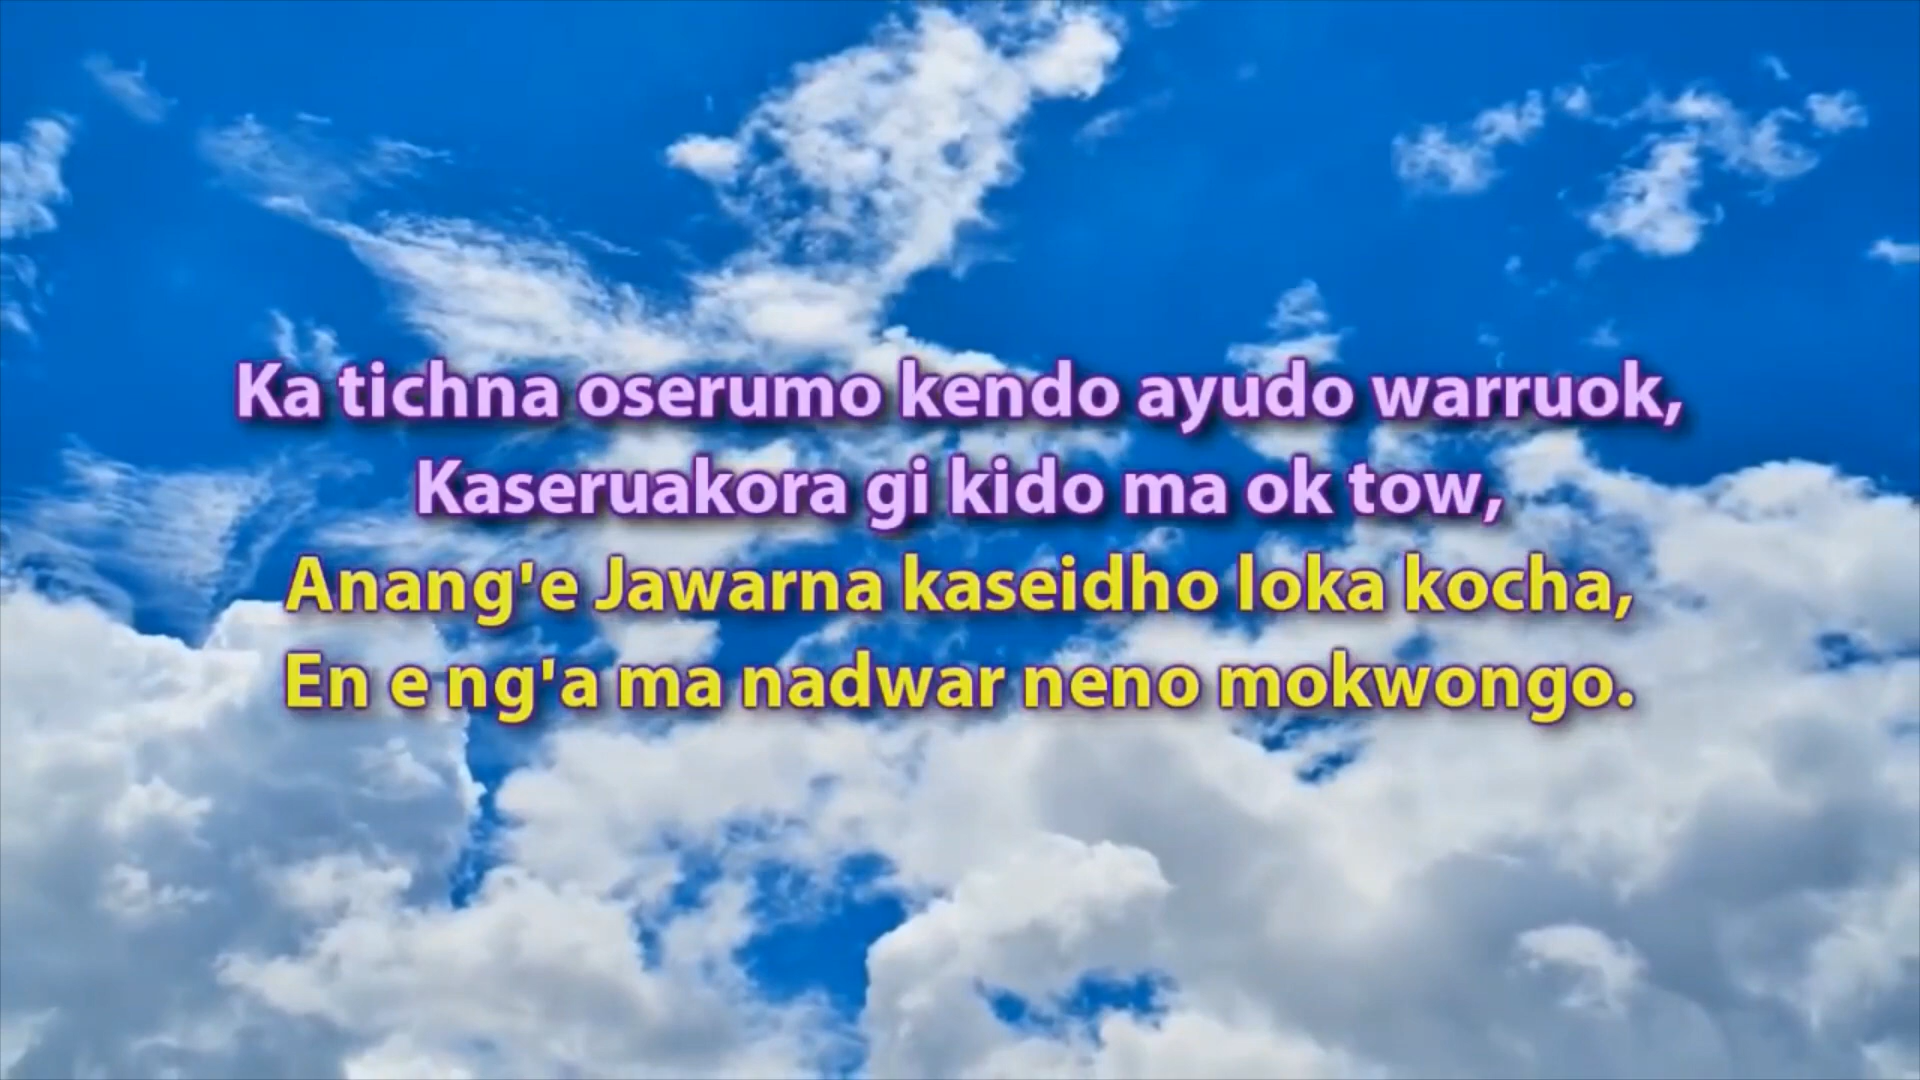 Ka tichna oserumo kendo ayudo warruok,
Kaseruakora gi kido ma ok tow,
Anang'e Jawarna kaseidho loka kocha,
En e ng'a ma nadwar neno mokwongo.